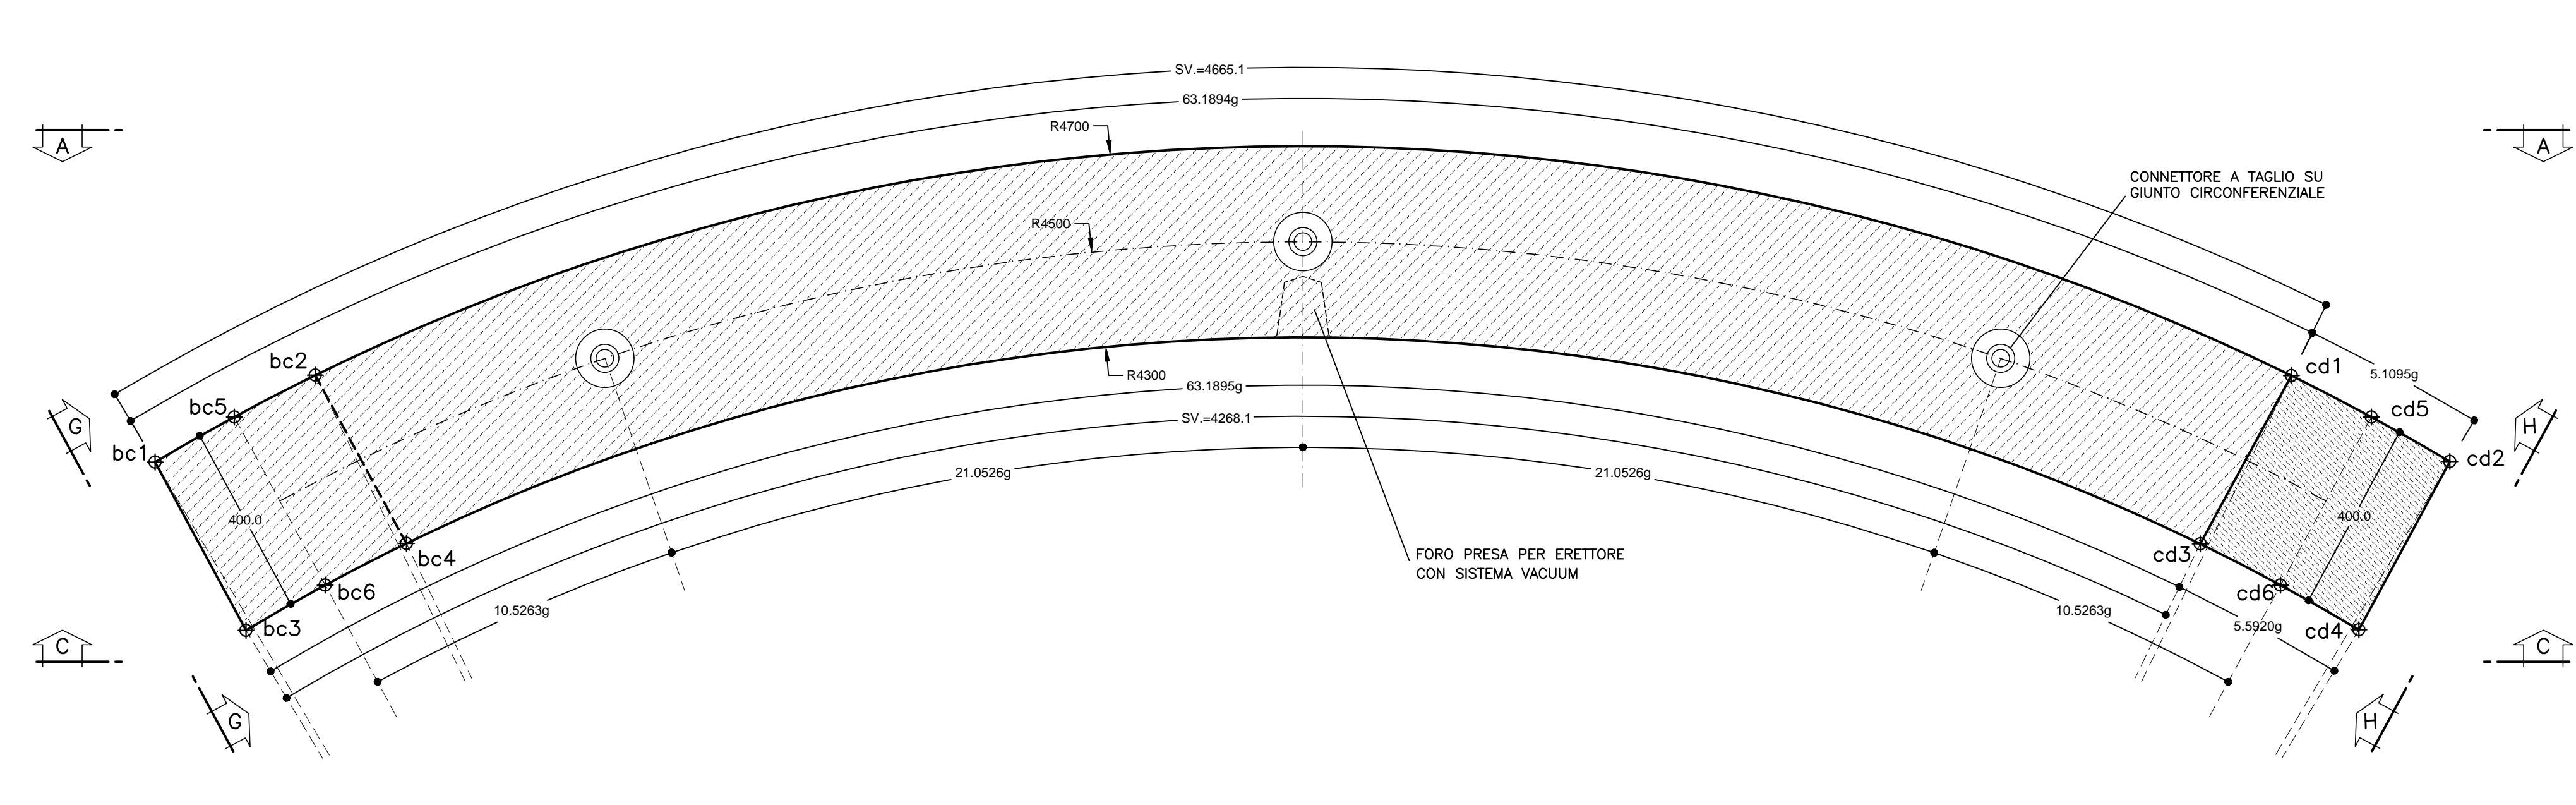 SV.=4665.1
63.1894g
R4700
A
A
CONNETTORE A TAGLIO SU
GIUNTO CIRCONFERENZIALE
R4500
bc2
cd1
R4300
5.1095g
63.1895g
bc5
cd5
G
SV.=4268.1
H
bc1
cd2
21.0526g
21.0526g
400.0
400.0
bc4
cd3
FORO PRESA PER ERETTORE
CON SISTEMA VACUUM
bc6
cd6
10.5263g
10.5263g
bc3
5.5920g
cd4
C
C
G
H